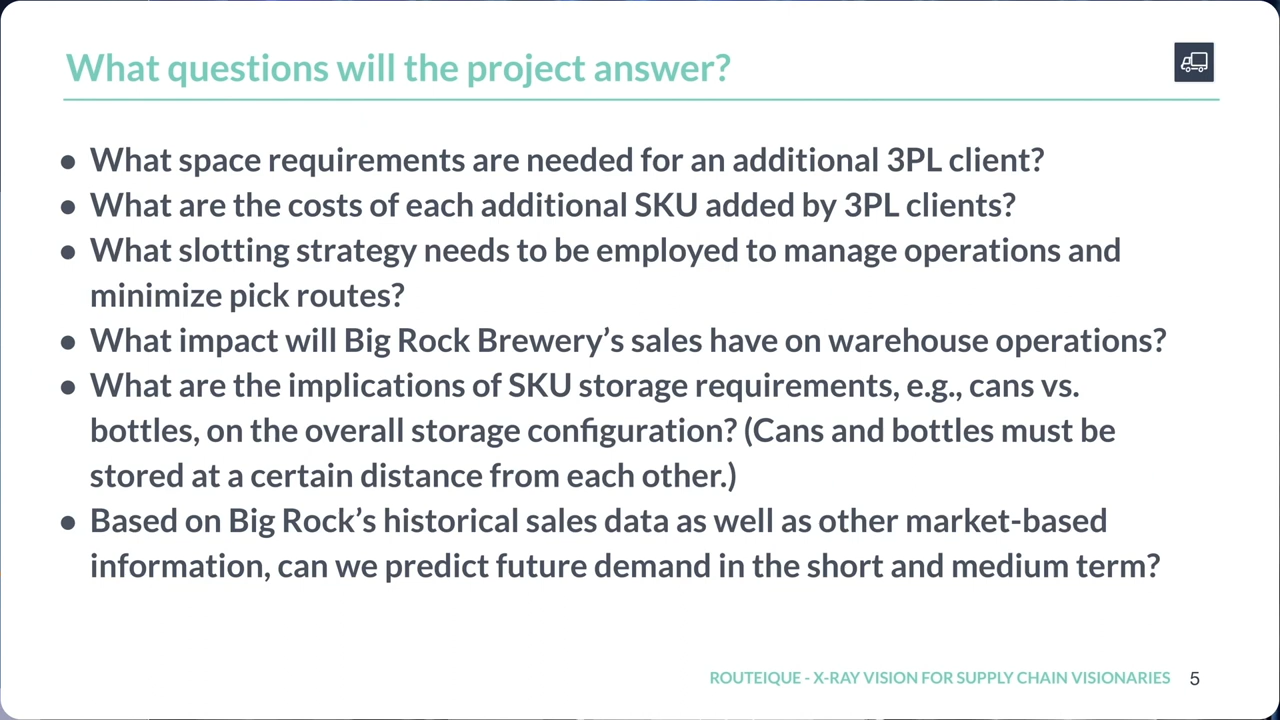 What questions will the project answer?
● What space requirements are needed for an additional 3PL client?
● What are the costs of each additional SKU added by 3PL clients?
● What slotting strategy needs to be employed to manage operations and
minimize pick routes?
● What impact will Big Rock Brewery’s sales have on warehouse operations?
● What are the implications of SKU storage requirements, e.g., cans vs.
bottles, on the overall storage configuration? (Cans and bottles must be
stored at a certain distance from each other.)
● Based on Big Rock’s historical sales data as well as other market-based
information, can we predict future demand in the short and medium term?
ROUTEIQUE - X-RAY VISION FOR SUPPLY CHAIN VISIONARIES 5